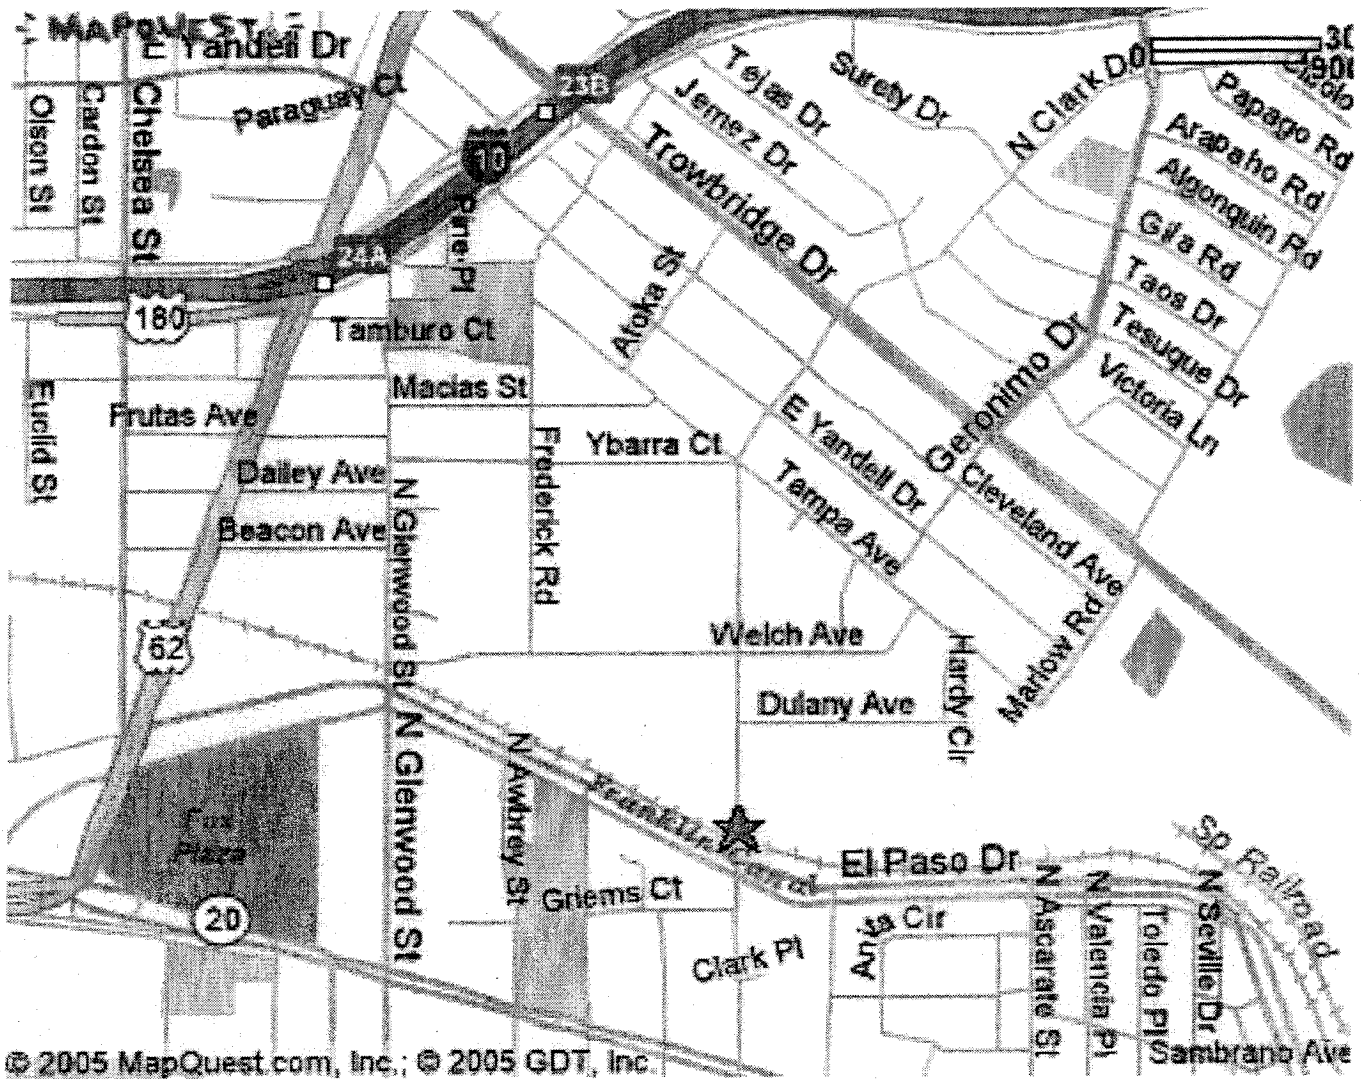 MAPQUEST
E Yandell Dr
Paraguay Ct
Olson St
Cardon St
Chelsea St
23B
10
24A
180
Pine Pl
Tejas Dr
Jemez Dr
Surety Dr
N Clark D
0
30
900
Papago Rd
Arapaho Rd
Algonquin Rd
Gila Rd
Taos Dr
Tesuque Dr
Victoria Ln
Trowbridge Dr
Geronimo Dr
Atoka St
Tamburo Ct
Macias St
Euclid St
Frutas Ave
Dailey Ave
Beacon Ave
N Glenwood St
Frederick Rd
Ybarra Ct
E Yandell Dr
Tampa Ave
Cleveland Ave
Marlow Rd
62
Welch Ave
Dulany Ave
Hardy Cir
N Glenwood St
N Awbrey St
Franklin Canal
Fox
Plaza
20
El Paso Dr
Griems Ct
Clark Pl
Anita Cir
N Ascarate St
N Valencia Pl
Toledo Pl
N Seville Dr
Sp Railroad
Sambrano Ave
© 2005 MapQuest.com, Inc.; © 2005 GDT, Inc.